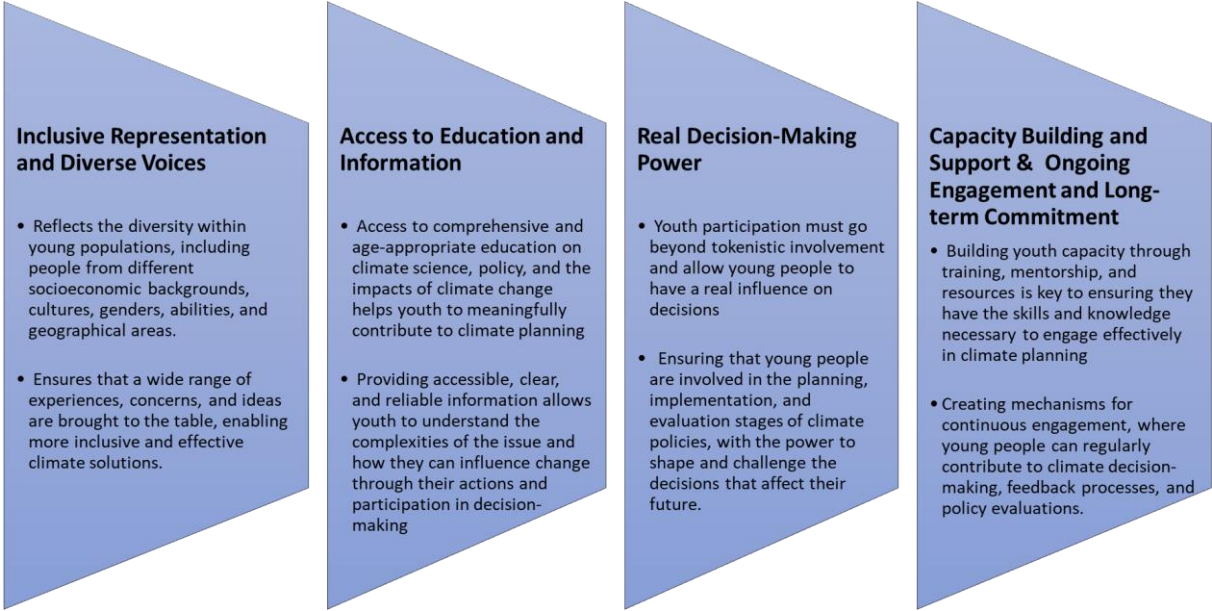 Inclusive Representation
and Diverse Voices
• Reflects the diversity within
young populations, including
people from different
socioeconomic backgrounds,
cultures, genders, abilities, and
geographical areas.
• Ensures that a wide range of
experiences, concerns, and ideas
are brought to the table, enabling
more inclusive and effective
climate solutions.
Access to Education and
Information
• Access to comprehensive and
age-appropriate education on
climate science, policy, and the
impacts of climate change
helps youth to meaningfully
contribute to climate planning
• Providing accessible, clear,
and reliable information allows
youth to understand the
complexities of the issue and
how they can influence change
through their actions and
participation in decision-
making
Real Decision-Making
Power
• Youth participation must go
beyond tokenistic involvement
and allow young people to
have a real influence on
decisions
• Ensuring that young people
are involved in the planning,
implementation, and
evaluation stages of climate
policies, with the power to
shape and challenge the
decisions that affect their
future.
Capacity Building and
Support & Ongoing
Engagement and Long-
term Commitment
• Building youth capacity through
training, mentorship, and
resources is key to ensuring they
have the skills and knowledge
necessary to engage effectively
in climate planning
• Creating mechanisms for
continuous engagement, where
young people can regularly
contribute to climate decision-
making, feedback processes, and
policy evaluations.